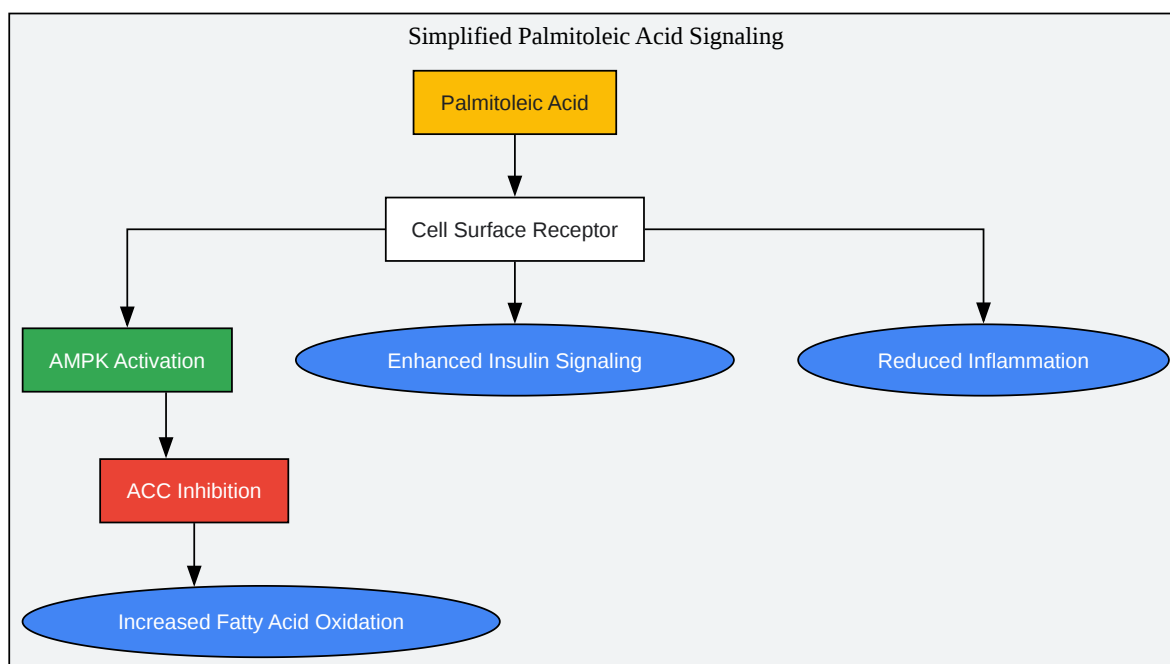 Simplified Palmitoleic Acid Signaling
Palmitoleic Acid
Cell Surface Receptor
AMPK Activation
Enhanced Insulin Signaling
Reduced Inflammation
ACC Inhibition
Increased Fatty Acid Oxidation